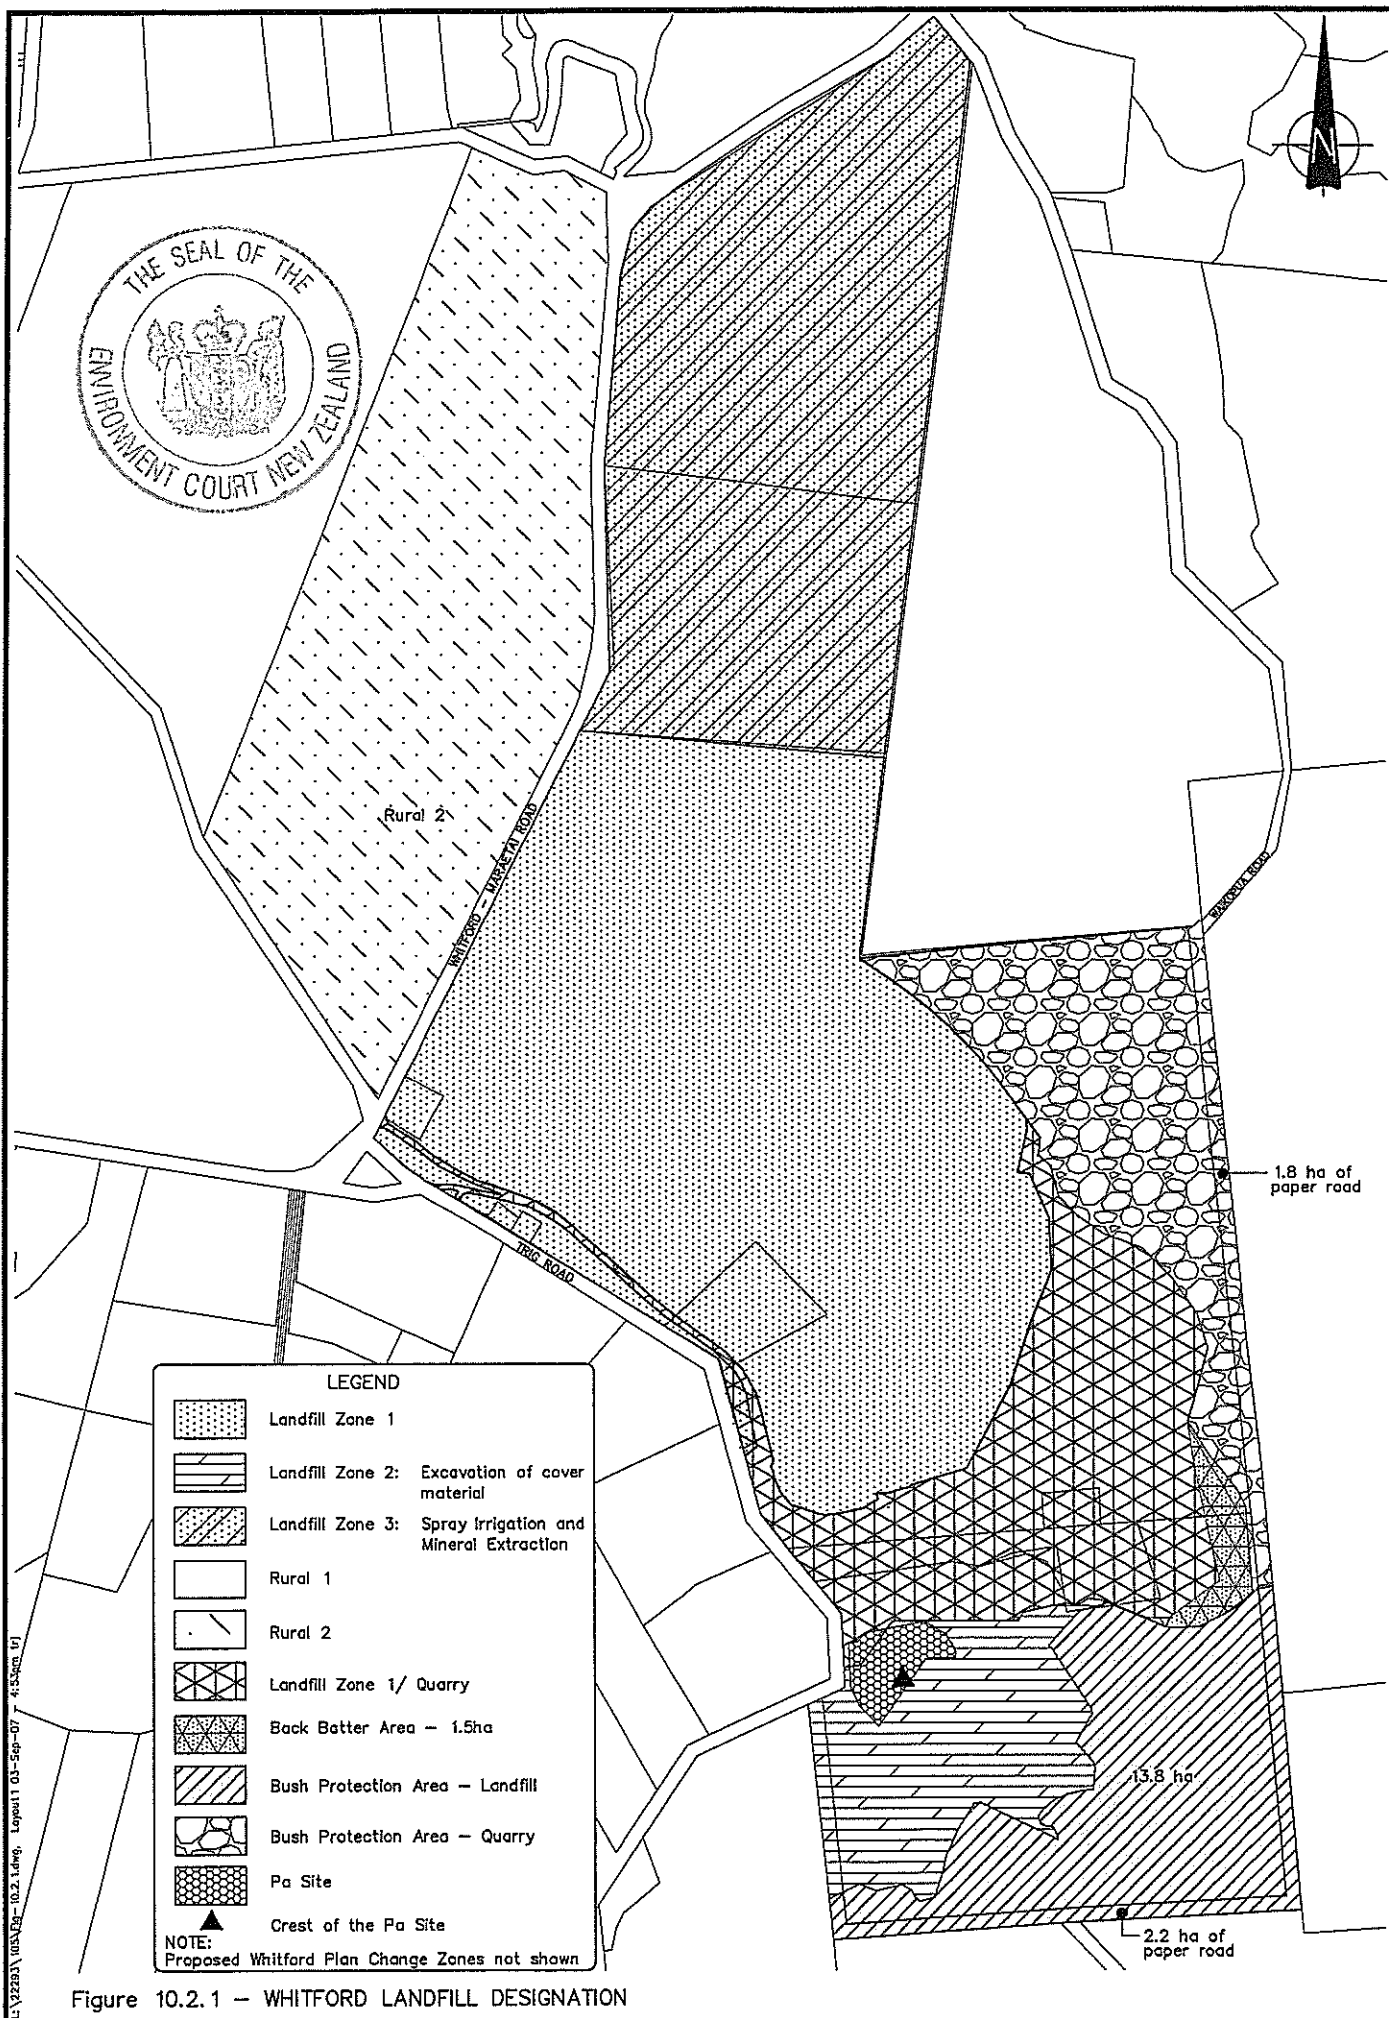 N
THE SEAL OF THE
ENVIRONMENT COURT NEW ZEALAND
Rural 2
WHITFORD - MARAETAI ROAD
WAIKOPUA ROAD
1.8 ha of
paper road
TRIG ROAD
LEGEND
Landfill Zone 1
Landfill Zone 2: Excavation of cover
material
Landfill Zone 3: Spray Irrigation and
Mineral Extraction
Rural 1
Rural 2
Landfill Zone 1/ Quarry
Back Batter Area - 1.5ha
Bush Protection Area - Landfill
Bush Protection Area - Quarry
Pa Site
Crest of the Pa Site
NOTE:
Proposed Whitford Plan Change Zones not shown
13.8 ha
2.2 ha of
paper road
Figure 10.2.1 - WHITFORD LANDFILL DESIGNATION